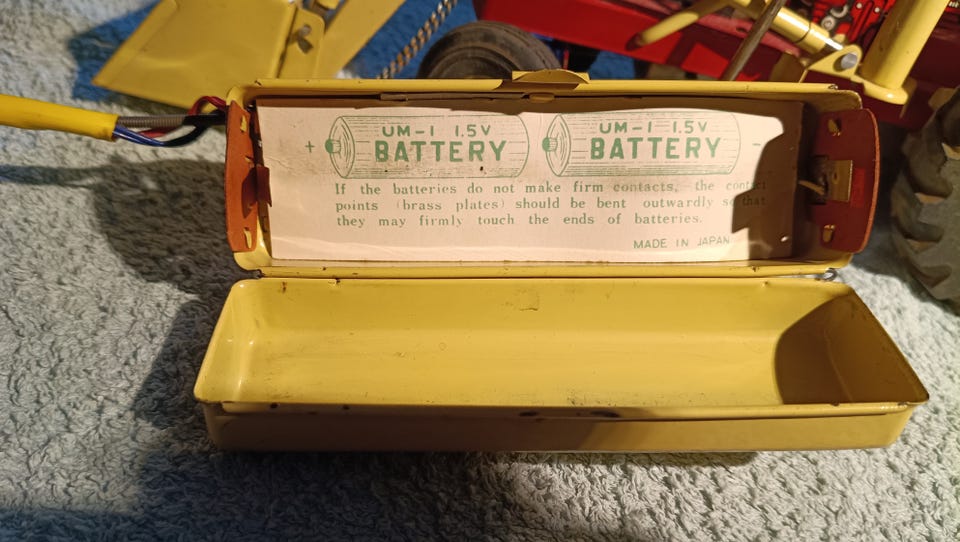 UM-1 1.5V UM-1 1.5V
+ BATTERY BATTERY -
If the batteries do not make firm contacts, the contact
points (brass plates) should be bent outwardly so that
they may firmly touch the ends of batteries.
MADE IN JAPAN